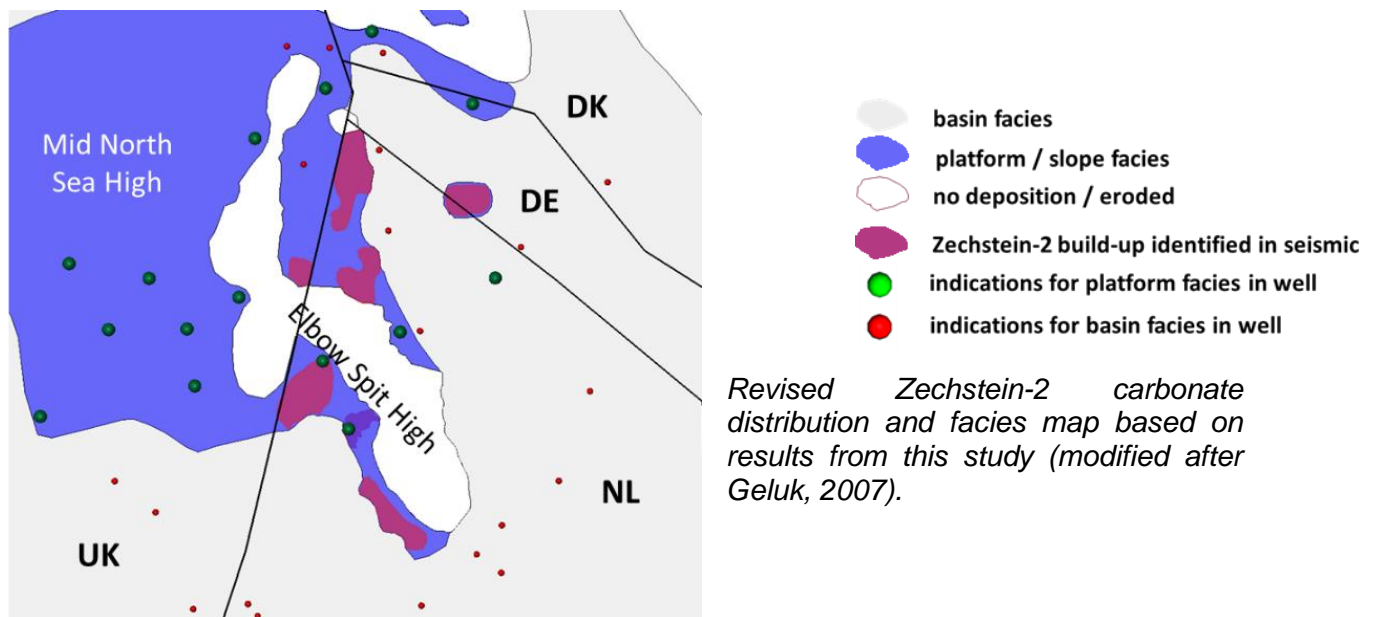 Mid North
Sea High
DK
DE
Elbow Spit High
NL
UK
basin facies
platform / slope facies
no deposition / eroded
Zechstein-2 build-up identified in seismic
indications for platform facies in well
indications for basin facies in well
Revised Zechstein-2 carbonate
distribution and facies map based on
results from this study (modified after
Geluk, 2007).